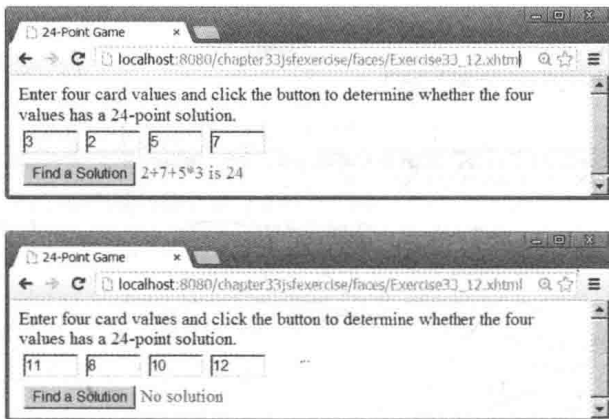 24-Point Game
localhost:8080/chapter33jsfexercise/faces/Exercise33_12.xhtml
Enter four card values and click the button to determine whether the four
values has a 24-point solution.
3 2 5 7
Find a Solution 2+7+5*3 is 24
24-Point Game
localhost:8080/chapter33jsfexercise/faces/Exercise33_12.xhtml
Enter four card values and click the button to determine whether the four
values has a 24-point solution.
11 8 10 12
Find a Solution No solution